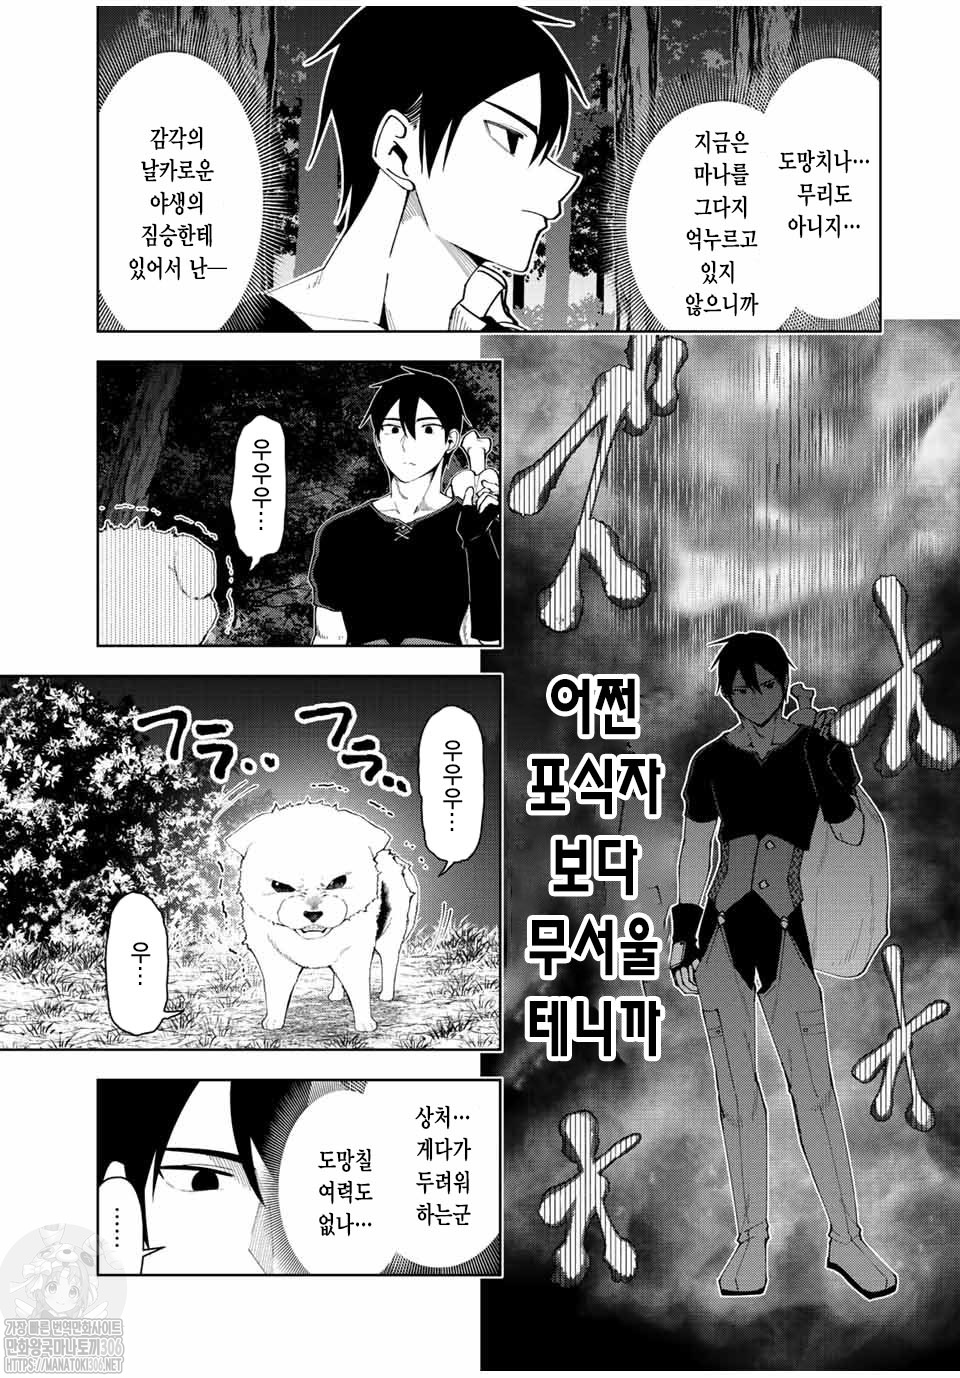 도망치나…
무리도
아니지…
지금은
마나를
그다지
억누르고
있지
않으니까
감각의
날카로운
야생의
짐승한테
있어서 난—
어쩐
포식자
보다
무서울
테니까
우우우…
フラ..
フラ..
우우우…
우…
상처…
게다가
두려워
하는군
도망칠
여력도
없나…
……
가장 빠른 번역만화사이트
만화왕국마나토끼306
HTTPS://MANATOKI306.NET